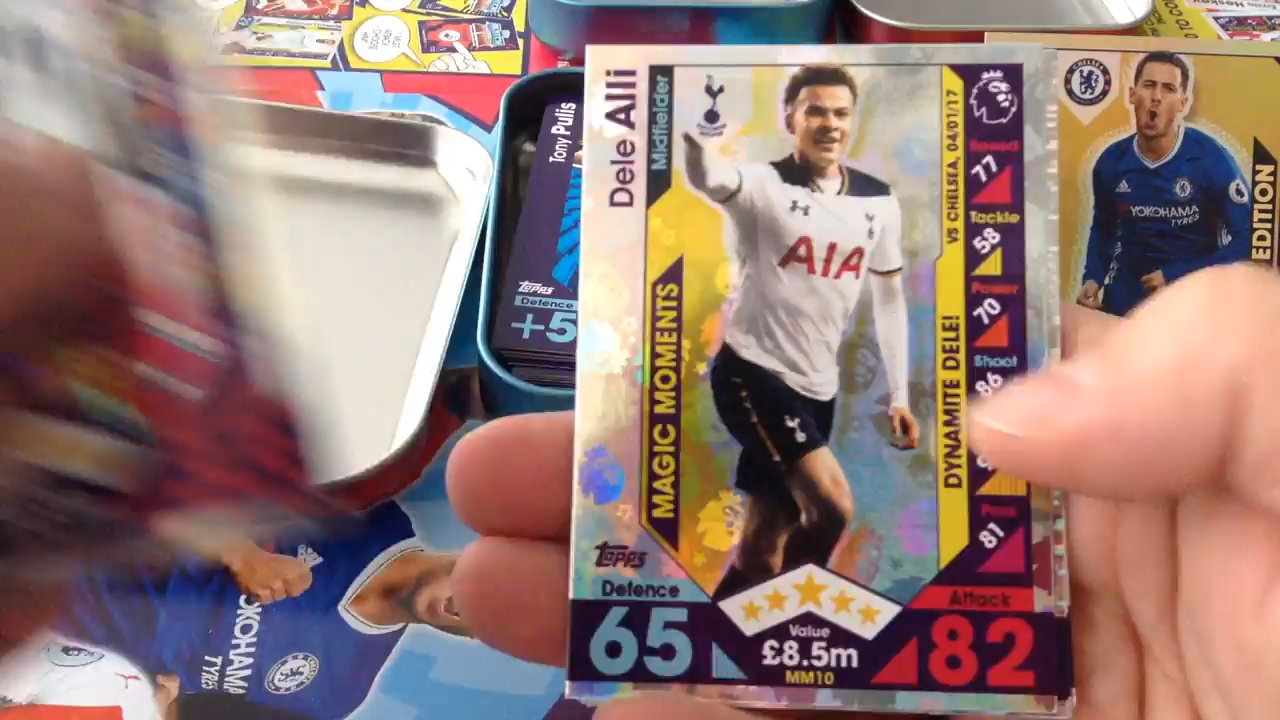 Dele Alli
Midfielder
MAGIC MOMENTS
VS CHELSEA, 04/01/17
DYNAMITE DELE!
AIA
Speed
77
Tackle
58
Power
70
Shoot
86
Pass
81
TOPPS
Defence
65
Value
£8.5m
MM10
Attack
82
Tony Pulis
TOPPS
Defence
+5
CHELSEA
YOKOHAMA
TYRES
EDITION
YOKOHAMA
TYRES